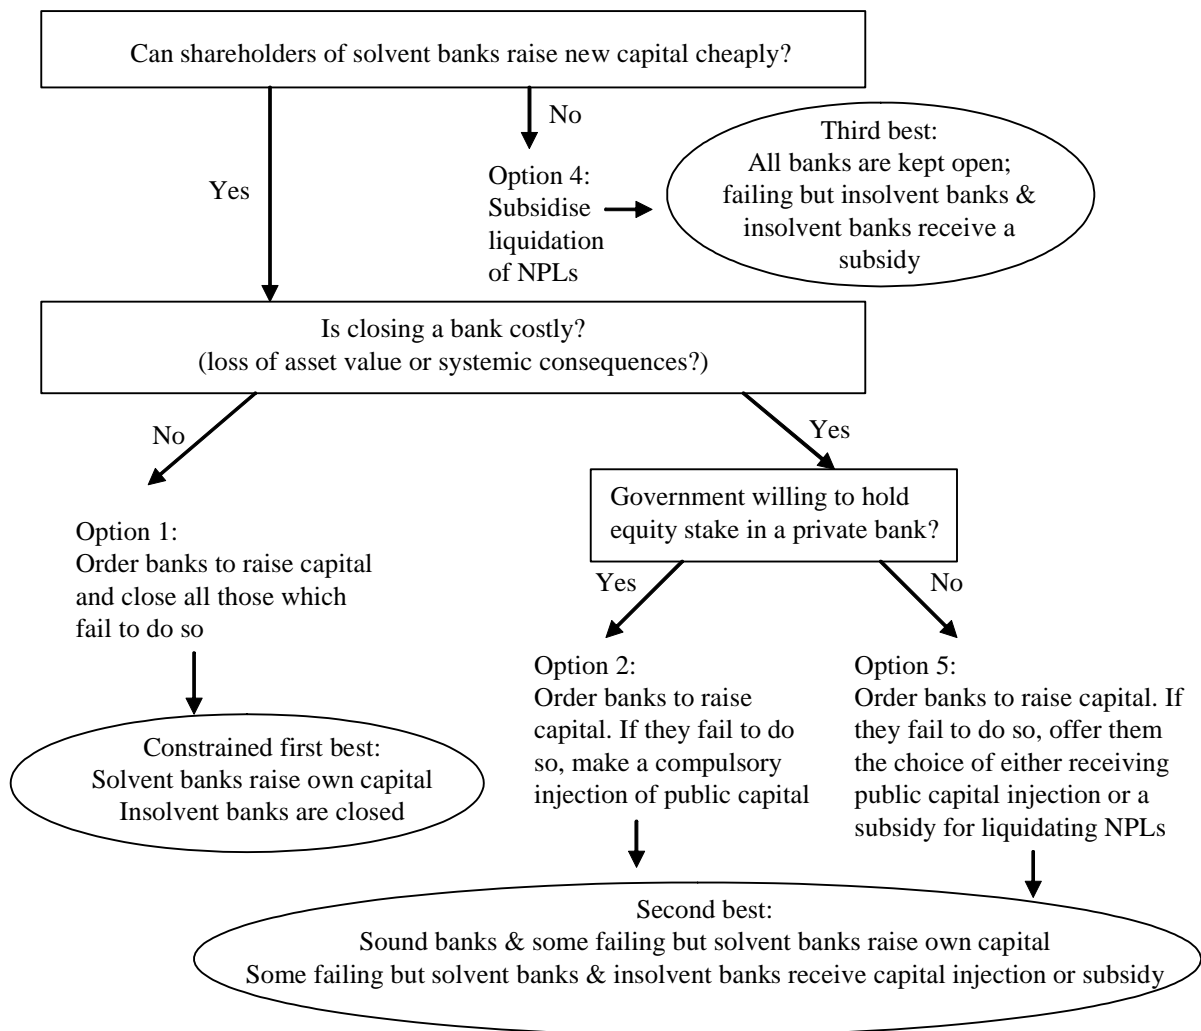 Can shareholders of solvent banks raise new capital cheaply?
No
Yes
Option 4:
Subsidise
liquidation
of NPLs
Third best:
All banks are kept open;
failing but insolvent banks &
insolvent banks receive a
subsidy
Is closing a bank costly?
(loss of asset value or systemic consequences?)
No
Yes
Option 1:
Order banks to raise capital
and close all those which
fail to do so
Government willing to hold
equity stake in a private bank?
Yes
No
Option 2:
Order banks to raise
capital. If they fail to do
so, make a compulsory
injection of public capital
Option 5:
Order banks to raise capital. If
they fail to do so, offer them
the choice of either receiving
public capital injection or a
subsidy for liquidating NPLs
Constrained first best:
Solvent banks raise own capital
Insolvent banks are closed
Second best:
Sound banks & some failing but solvent banks raise own capital
Some failing but solvent banks & insolvent banks receive capital injection or subsidy